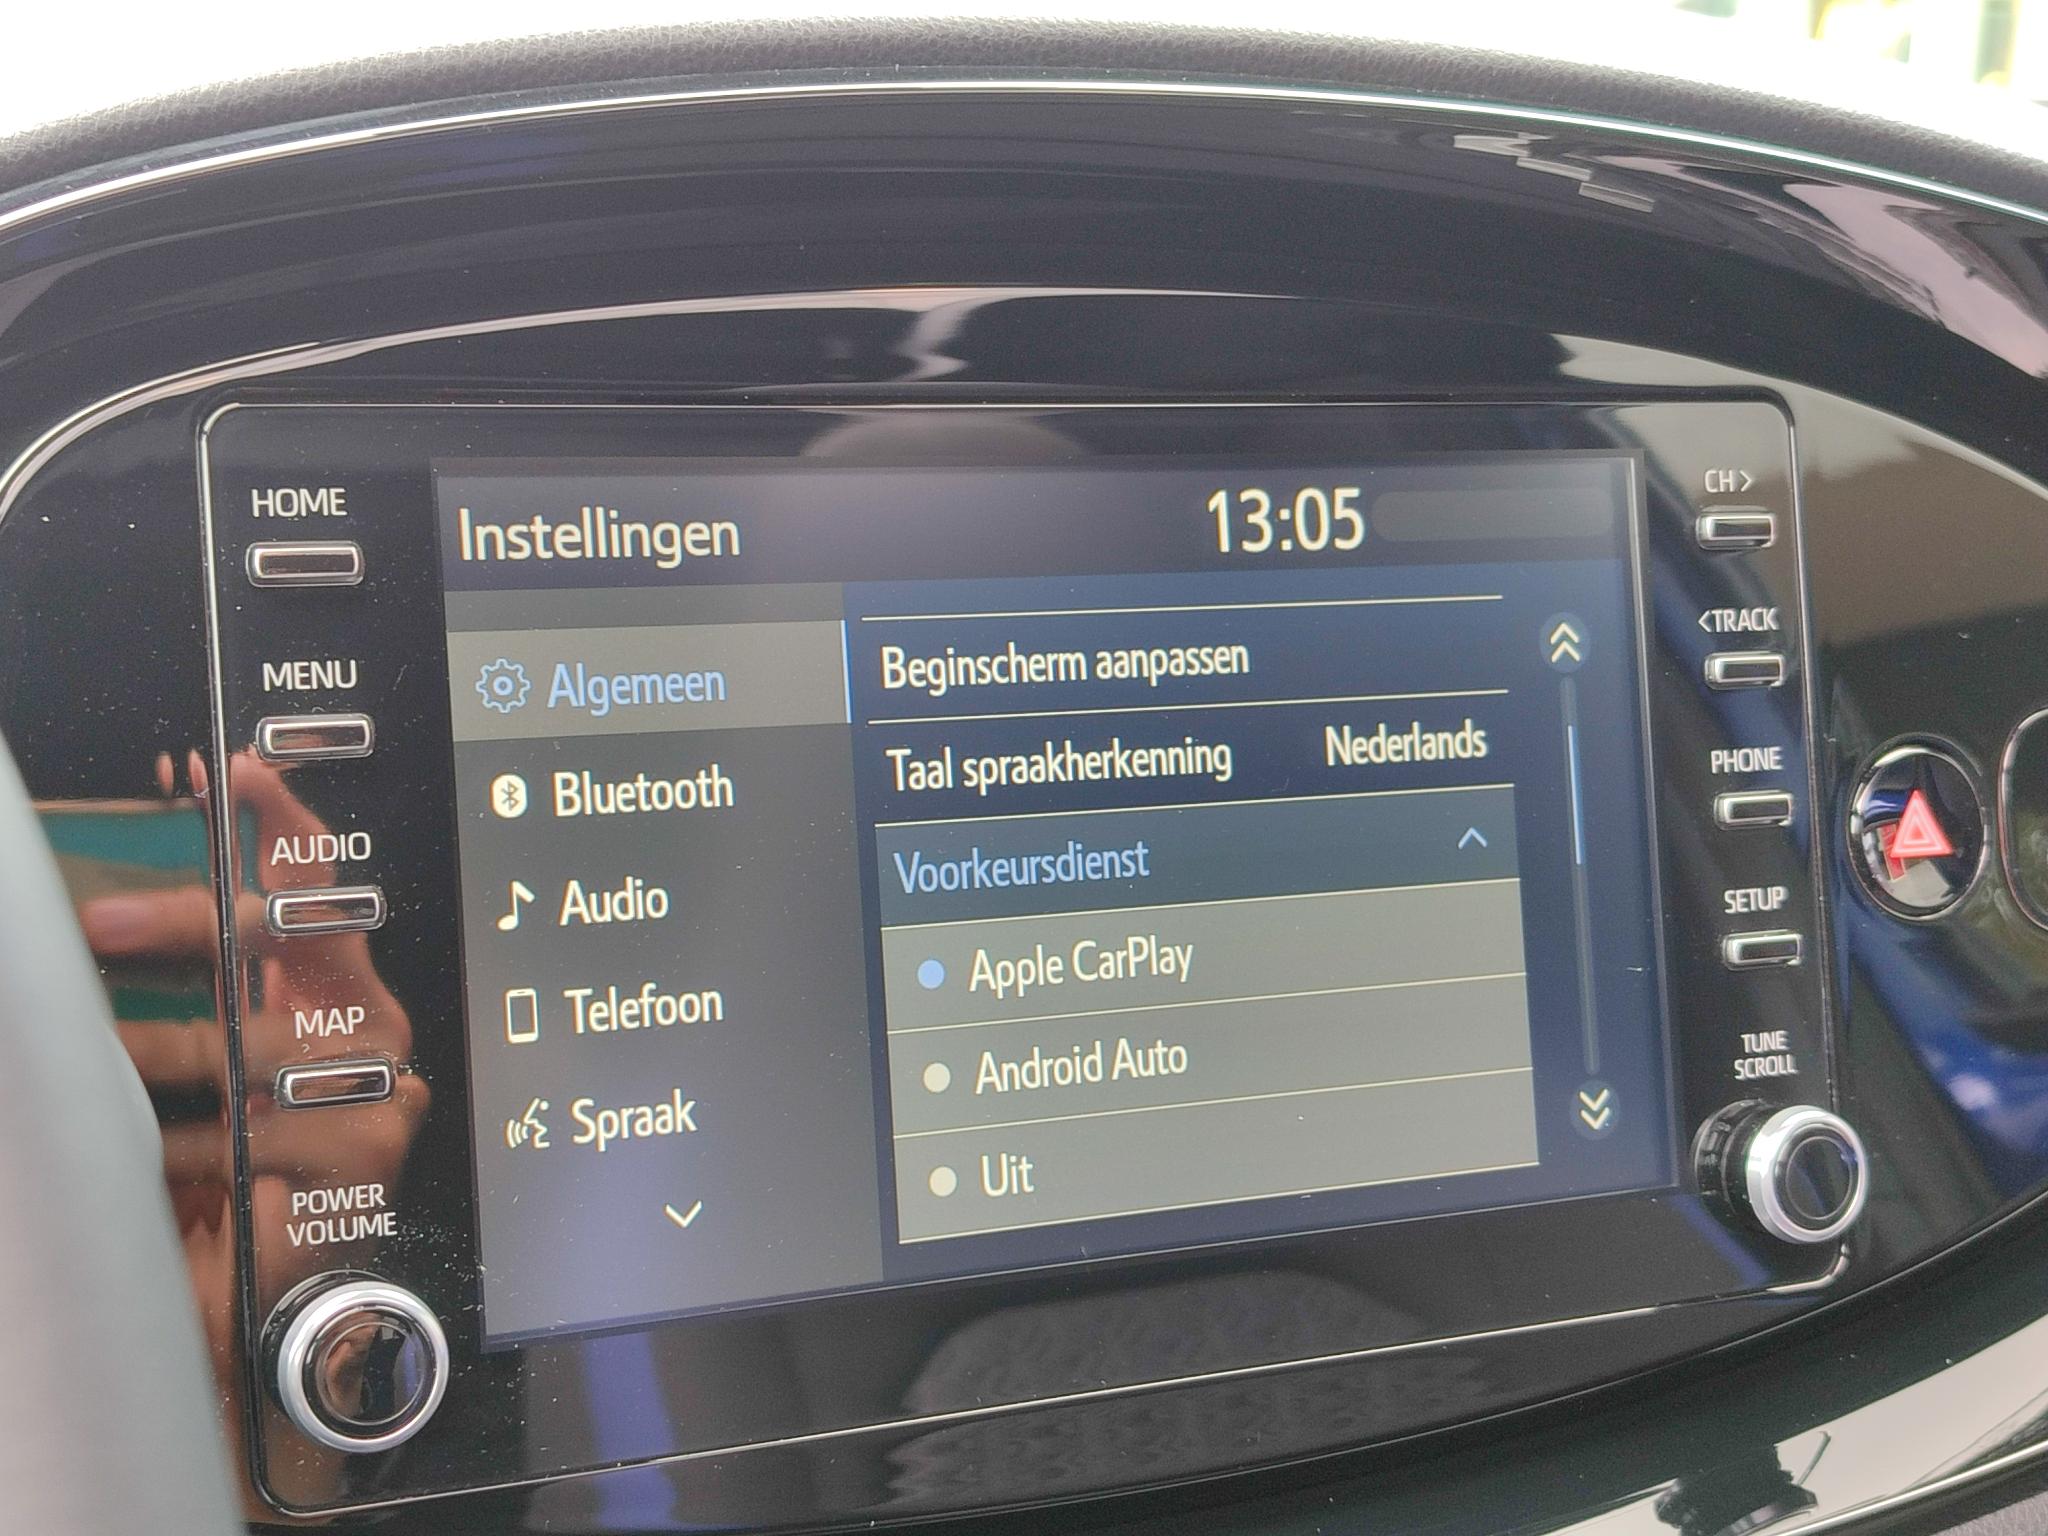 HOME
MENU
AUDIO
MAP
POWER
VOLUME
Instellingen
13:05
Algemeen
Bluetooth
Audio
Telefoon
Spraak
Beginscherm aanpassen
Taal spraakherkenning Nederlands
Voorkeursdienst
Apple CarPlay
Android Auto
Uit
CH >
<TRACK
PHONE
SETUP
TUNE
SCROLL